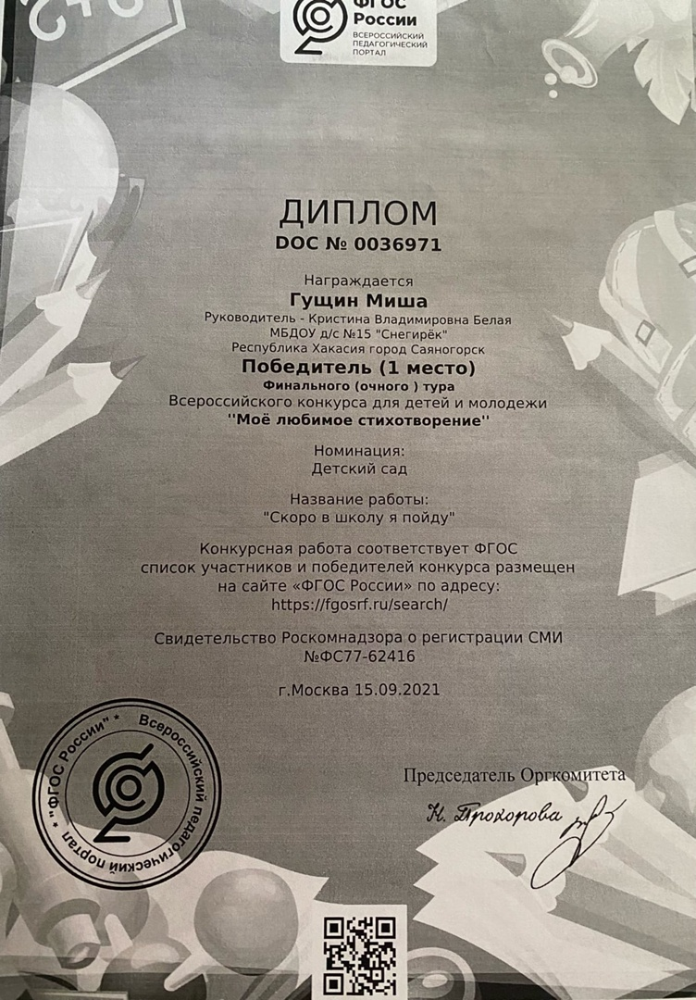 ФГОС
России
ВСЕРОССИЙСКИЙ
ПЕДАГОГИЧЕСКИЙ
ПОРТАЛ
ДИПЛОМ
DOC № 0036971
Награждается
Гущин Миша
Руководитель - Кристина Владимировна Белая
МБДОУ д/с №15 "Снегирёк"
Республика Хакасия город Саяногорск
Победитель (1 место)
Финального (очного ) тура
Всероссийского конкурса для детей и молодежи
''Моё любимое стихотворение''
Номинация:
Детский сад
Название работы:
"Скоро в школу я пойду"
Конкурсная работа соответствует ФГОС
список участников и победителей конкурса размещен
на сайте «ФГОС России» по адресу:
https://fgosrf.ru/search/
Свидетельство Роскомнадзора о регистрации СМИ
№ФС77-62416
г.Москва 15.09.2021
Всероссийский педагогический портал * "ФГОС России" *
Председатель Оргкомитета
Н. Прохорова